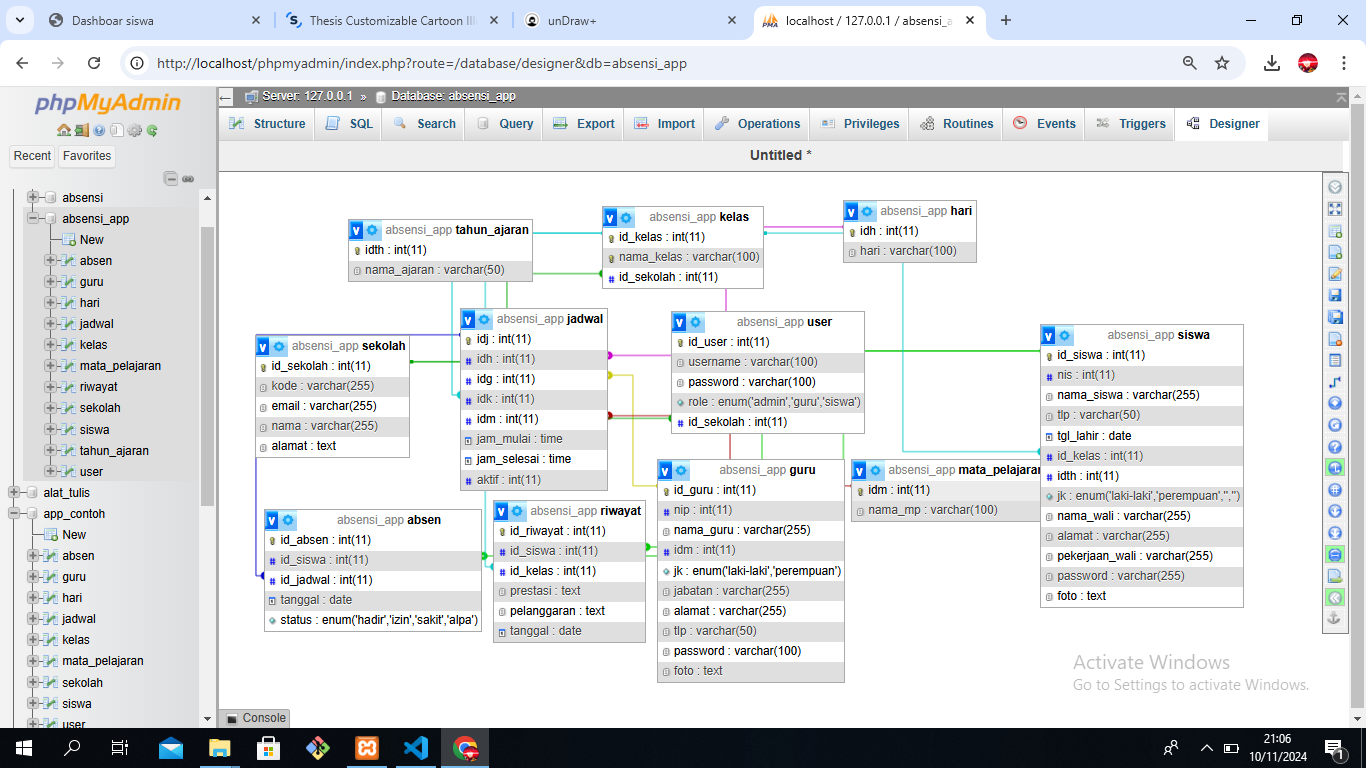 Dashboar siswa
Thesis Customizable Cartoon Ill
unDraw+
localhost / 127.0.0.1 / absensi_a
http://localhost/phpmyadmin/index.php?route=/database/designer&db=absensi_app
phpMyAdmin
Recent Favorites
absensi
absensi_app
New
absen
guru
hari
jadwal
kelas
mata_pelajaran
riwayat
sekolah
siswa
tahun_ajaran
user
alat_tulis
app_contoh
New
absen
guru
hari
jadwal
kelas
mata_pelajaran
sekolah
siswa
user
Server: 127.0.0.1 » Database: absensi_app
Structure SQL Search Query Export Import Operations Privileges Routines Events Triggers Designer
Untitled *
absensi_app tahun_ajaran
idth : int(11)
nama_ajaran : varchar(50)
absensi_app kelas
id_kelas : int(11)
nama_kelas : varchar(100)
id_sekolah : int(11)
absensi_app hari
idh : int(11)
hari : varchar(100)
absensi_app sekolah
id_sekolah : int(11)
kode : varchar(255)
email : varchar(255)
nama : varchar(255)
alamat : text
absensi_app jadwal
idj : int(11)
idh : int(11)
idg : int(11)
idk : int(11)
idm : int(11)
jam_mulai : time
jam_selesai : time
aktif : int(11)
absensi_app user
id_user : int(11)
username : varchar(100)
password : varchar(100)
role : enum('admin','guru','siswa')
id_sekolah : int(11)
absensi_app siswa
id_siswa : int(11)
nis : int(11)
nama_siswa : varchar(255)
tlp : varchar(50)
tgl_lahir : date
id_kelas : int(11)
idth : int(11)
jk : enum('laki-laki','perempuan','','')
nama_wali : varchar(255)
alamat : varchar(255)
pekerjaan_wali : varchar(255)
password : varchar(255)
foto : text
absensi_app absen
id_absen : int(11)
id_siswa : int(11)
id_jadwal : int(11)
tanggal : date
status : enum('hadir','izin','sakit','alpa')
absensi_app riwayat
id_riwayat : int(11)
id_siswa : int(11)
id_kelas : int(11)
prestasi : text
pelanggaran : text
tanggal : date
absensi_app guru
id_guru : int(11)
nip : int(11)
nama_guru : varchar(255)
idm : int(11)
jk : enum('laki-laki','perempuan')
jabatan : varchar(255)
alamat : varchar(255)
tlp : varchar(50)
password : varchar(100)
foto : text
absensi_app mata_pelajaran
idm : int(11)
nama_mp : varchar(100)
Activate Windows
Go to Settings to activate Windows.
Console
21:06
10/11/2024
1